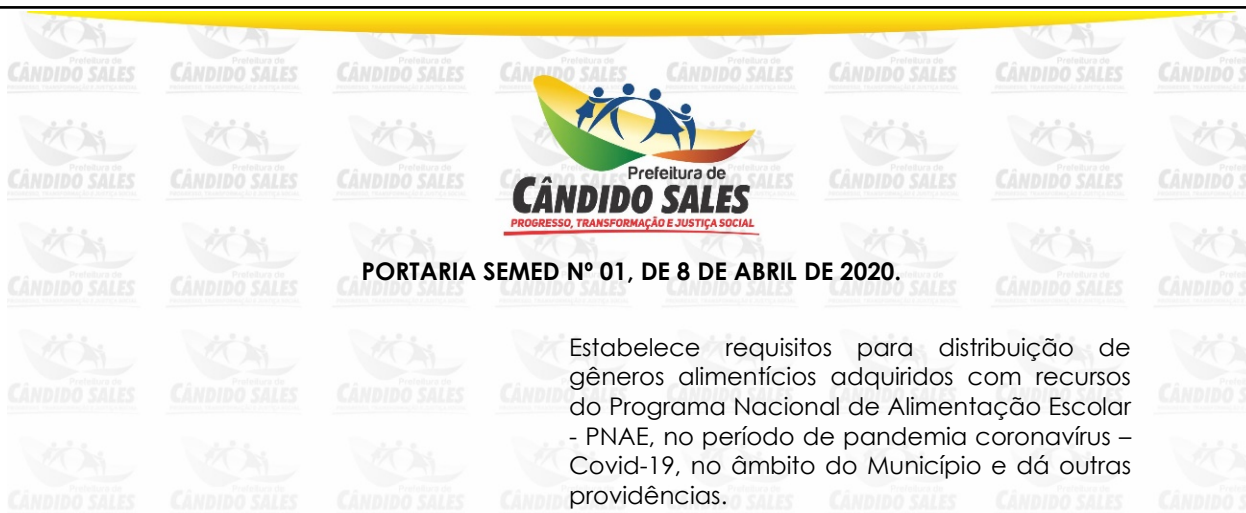 Prefeitura de
CÂNDIDO SALES
PROGRESSO, TRANSFORMAÇÃO E JUSTIÇA SOCIAL
PORTARIA SEMED Nº 01, DE 8 DE ABRIL DE 2020.
Estabelece requisitos para distribuição de
gêneros alimentícios adquiridos com recursos
do Programa Nacional de Alimentação Escolar
- PNAE, no período de pandemia coronavírus –
Covid-19, no âmbito do Município e dá outras
providências.